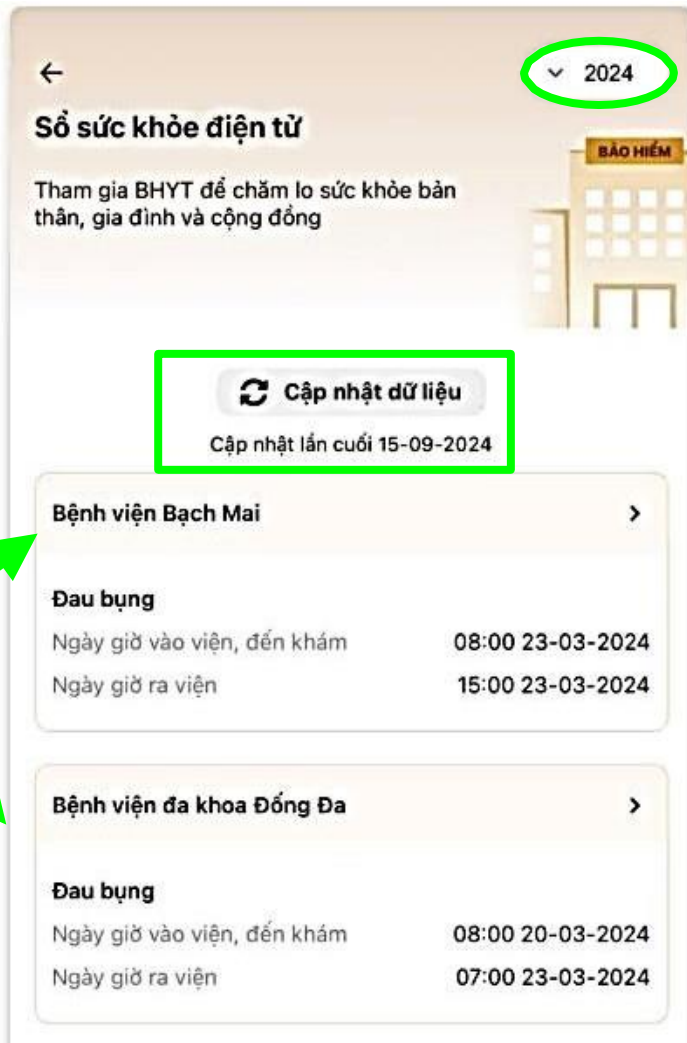 2024
Sổ sức khỏe điện tử
BẢO HIỂM
Tham gia BHYT để chăm lo sức khỏe bản
thân, gia đình và cộng đồng
Cập nhật dữ liệu
Cập nhật lần cuối 15-09-2024
Bệnh viện Bạch Mai
Đau bụng
Ngày giờ vào viện, đến khám 08:00 23-03-2024
Ngày giờ ra viện 15:00 23-03-2024
Bệnh viện đa khoa Đống Đa
Đau bụng
Ngày giờ vào viện, đến khám 08:00 20-03-2024
Ngày giờ ra viện 07:00 23-03-2024